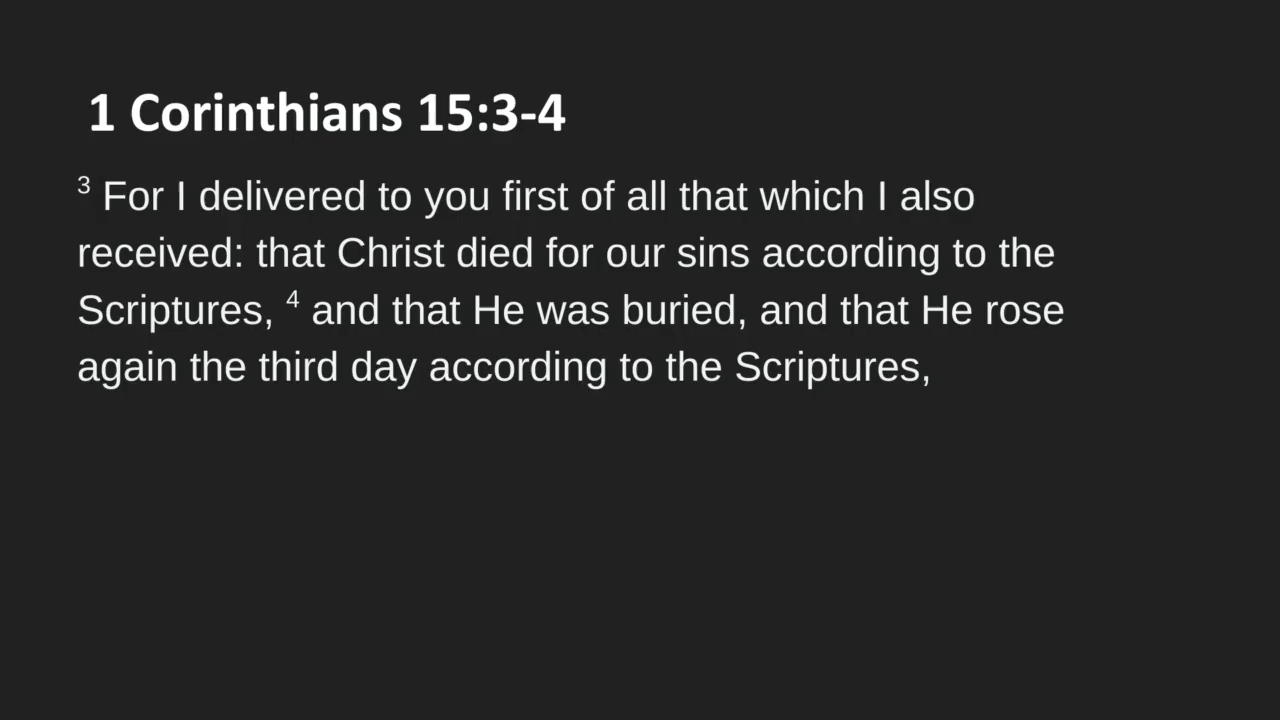 1 Corinthians 15:3-4
3 For I delivered to you first of all that which I also
received: that Christ died for our sins according to the
Scriptures, 4 and that He was buried, and that He rose
again the third day according to the Scriptures,